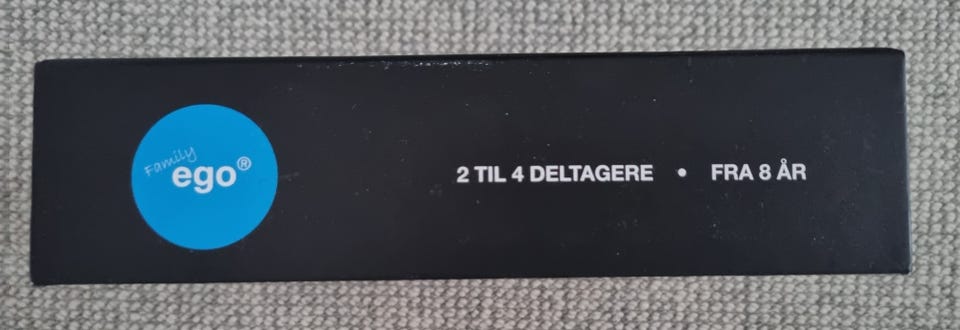 Family
ego®
2 TIL 4 DELTAGERE • FRA 8 ÅR